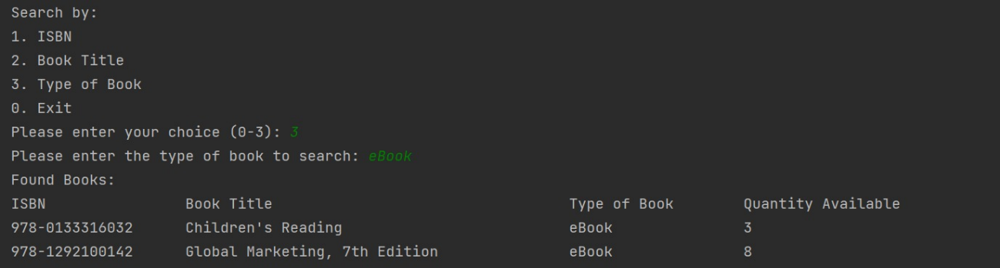 Search by:
1. ISBN
2. Book Title
3. Type of Book
0. Exit
Please enter your choice (0-3): 3
Please enter the type of book to search: eBook
Found Books:
ISBN Book Title Type of Book Quantity Available
978-0133316032 Children's Reading eBook 3
978-1292100142 Global Marketing, 7th Edition eBook 8